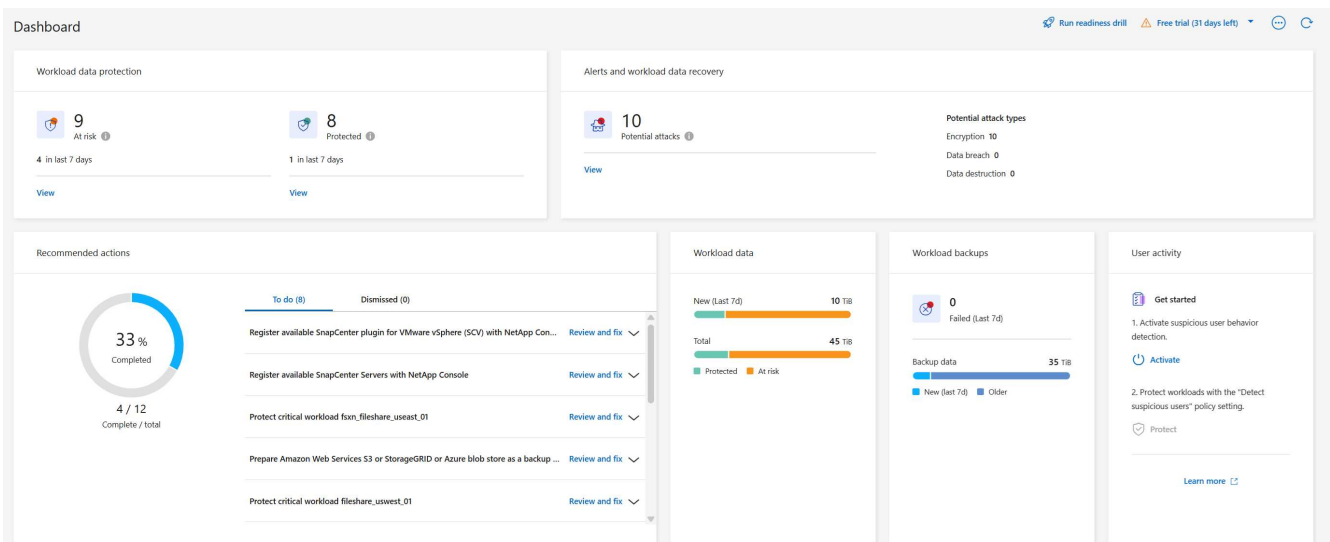 Dashboard
Run readiness drill
Free trial (31 days left)
Workload data protection
9
At risk
4 in last 7 days
View
8
Protected
1 in last 7 days
View
Alerts and workload data recovery
10
Potential attacks
View
Potential attack types
Encryption 10
Data breach 0
Data destruction 0
Recommended actions
33 %
Completed
4 / 12
Complete / total
To do (8)
Dismissed (0)
Register available SnapCenter plugin for VMware vSphere (SCV) with NetApp Con... Review and fix
Register available SnapCenter Servers with NetApp Console Review and fix
Protect critical workload fsxn_fileshare_useast_01 Review and fix
Prepare Amazon Web Services S3 or StorageGRID or Azure blob store as a backup ... Review and fix
Protect critical workload fileshare_uswest_01 Review and fix
Workload data
New (Last 7d) 10 TiB
Total 45 TiB
Protected At risk
Workload backups
0
Failed (Last 7d)
Backup data 35 TiB
New (last 7d) Older
User activity
Get started
1. Activate suspicious user behavior
detection.
Activate
2. Protect workloads with the "Detect
suspicious users" policy setting.
Protect
Learn more